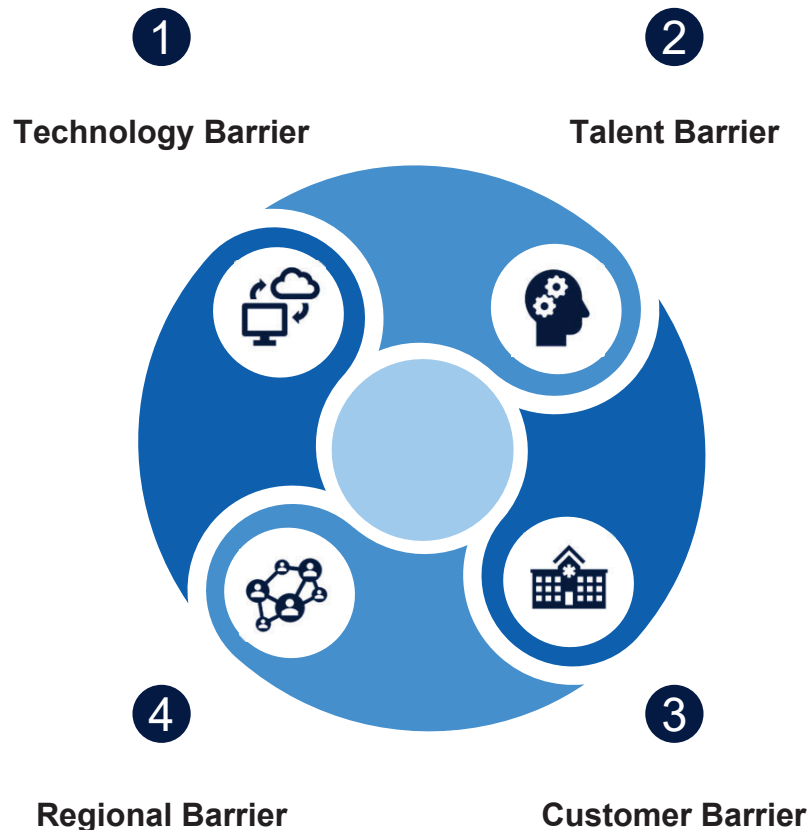 1
2
Technology Barrier
Talent Barrier
4
3
Regional Barrier
Customer Barrier